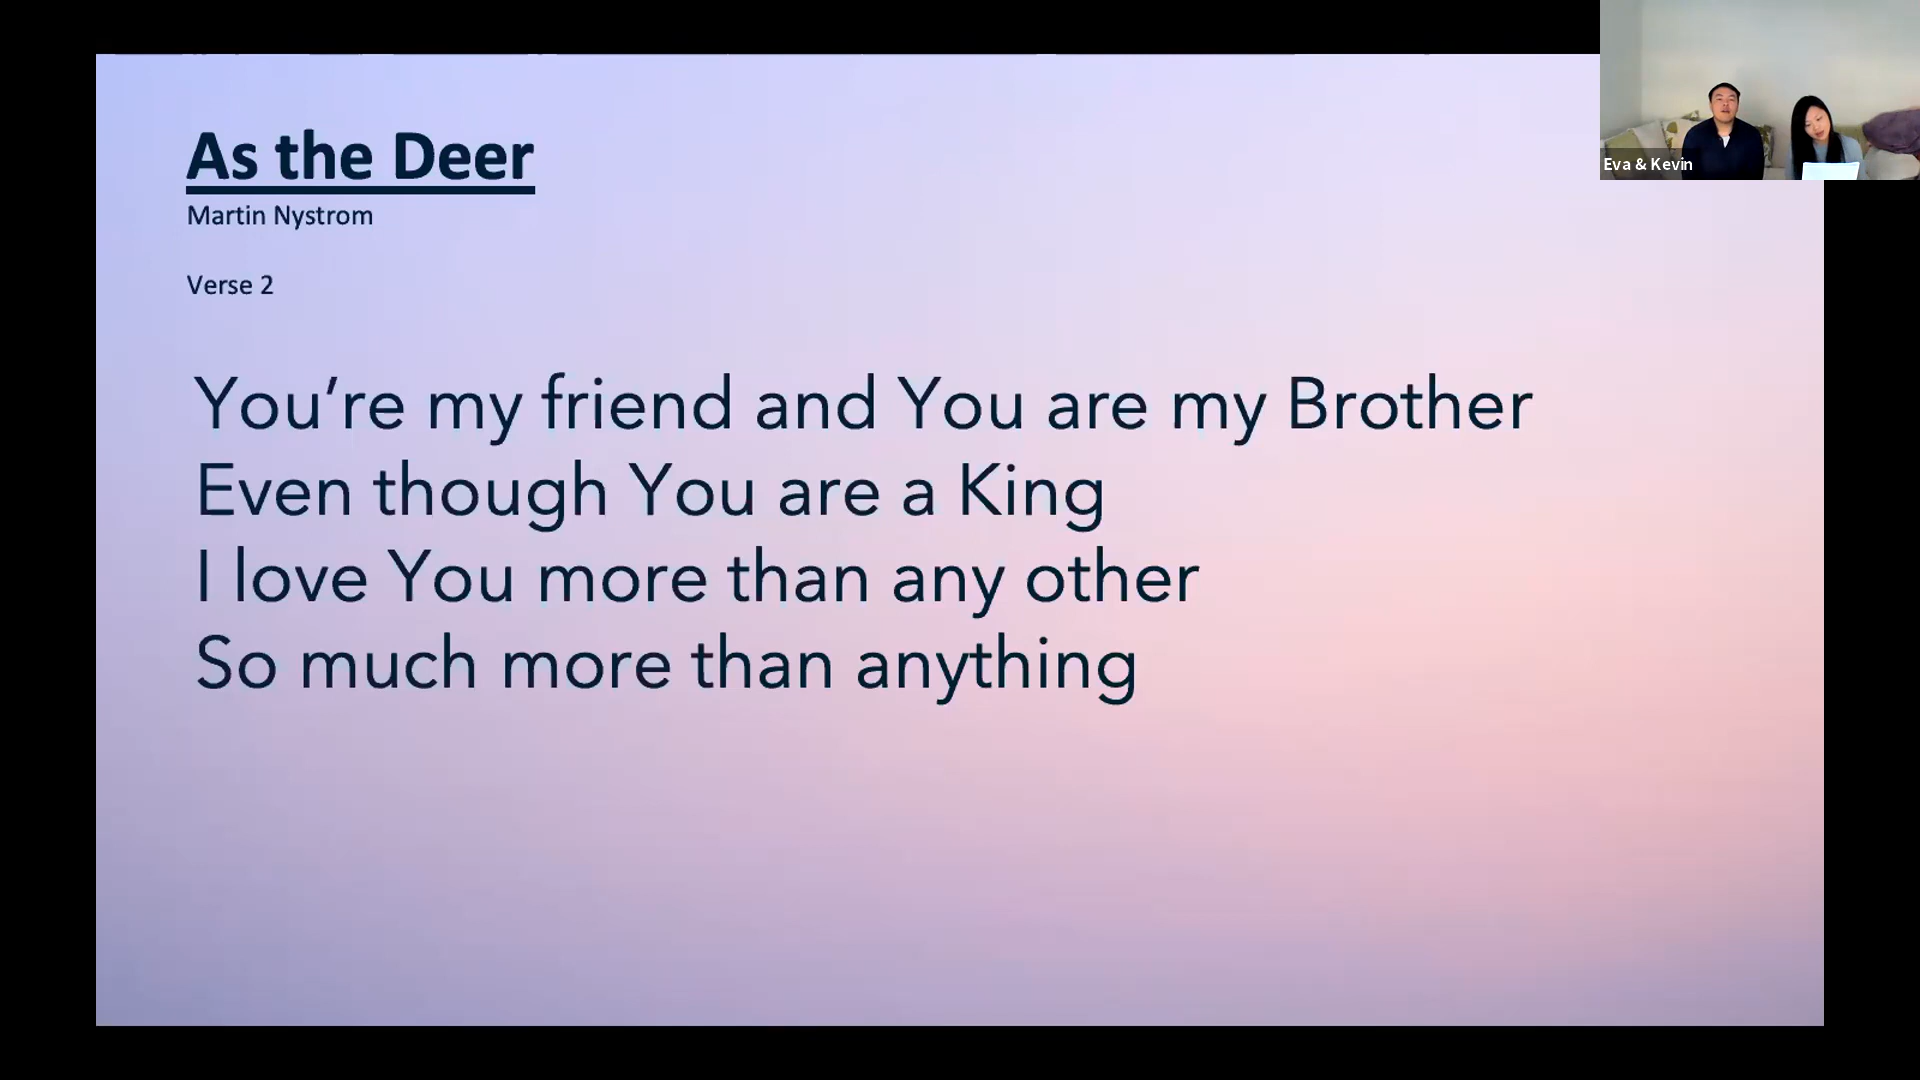 As the Deer
Martin Nystrom
Verse 2
You’re my friend and You are my Brother
Even though You are a King
I love You more than any other
So much more than anything
Eva & Kevin